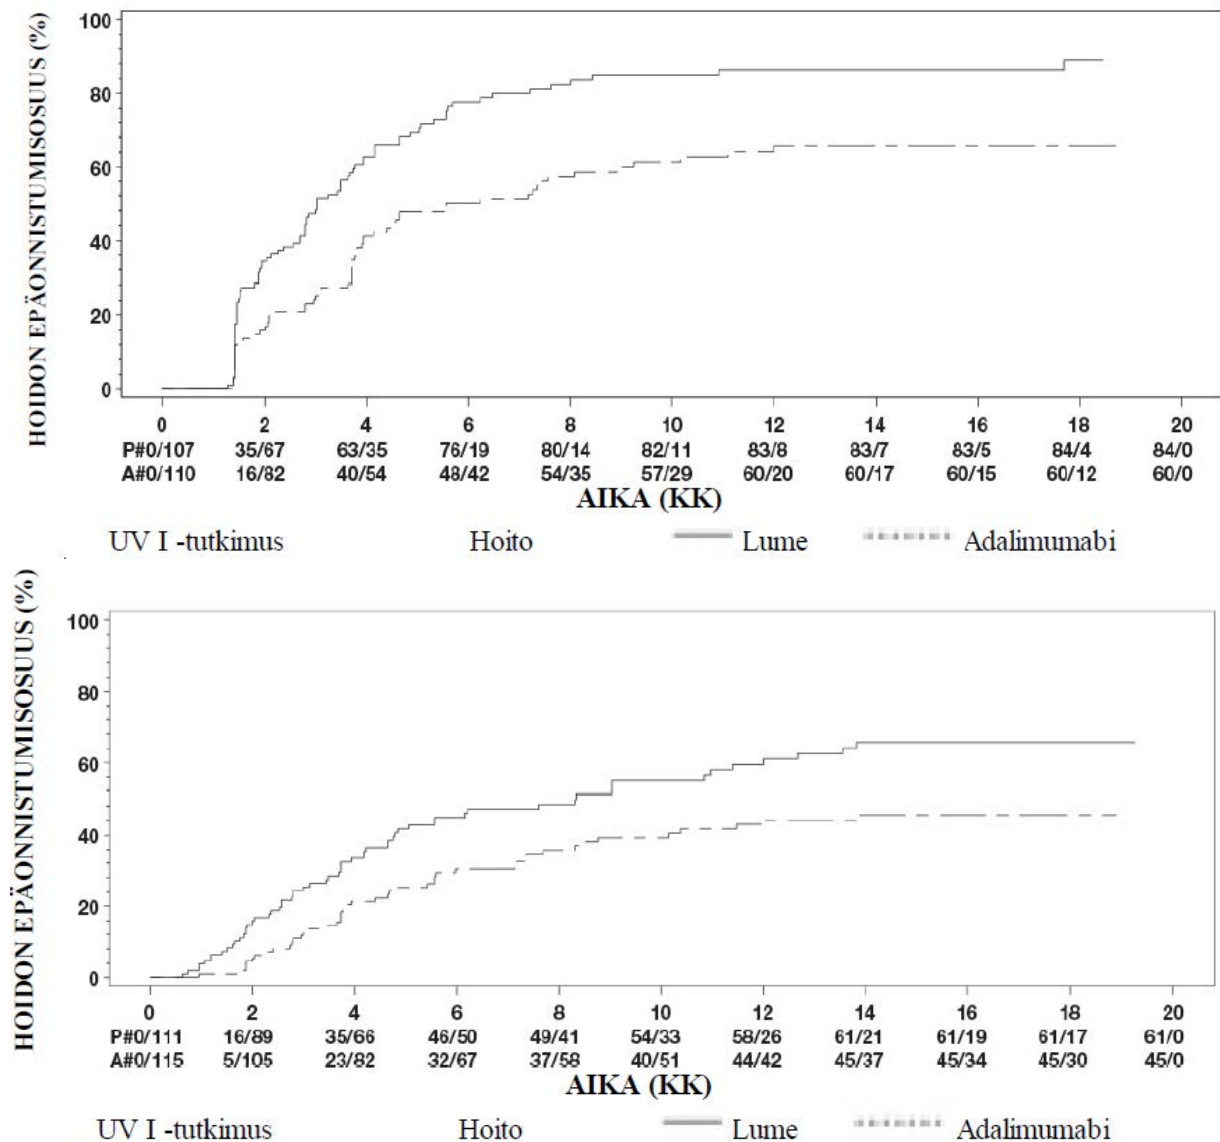 HOIDON EPÄONNISTUMISOSUUS (%)
100
80
60
40
20
0
0 2 4 6 8 10 12 14 16 18 20
P#0/107 35/67 63/35 76/19 80/14 82/11 83/8 83/7 83/5 84/4 84/0
A#0/110 16/82 40/54 48/42 54/35 57/29 60/20 60/17 60/15 60/12 60/0
AIKA (KK)
UV I -tutkimus Hoito Lume Adalimumabi
HOIDON EPÄONNISTUMISOSUUS (%)
100
80
60
40
20
0
0 2 4 6 8 10 12 14 16 18 20
P#0/111 16/89 35/66 46/50 49/41 54/33 58/26 61/21 61/19 61/17 61/0
A#0/115 5/105 23/82 32/67 37/58 40/51 44/42 45/37 45/34 45/30 45/0
AIKA (KK)
UV I -tutkimus Hoito Lume Adalimumabi